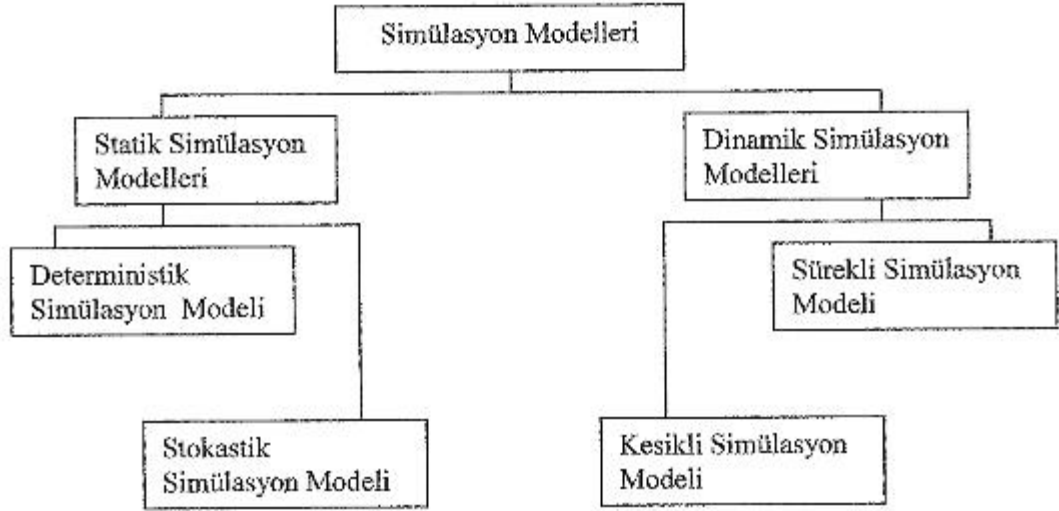 Simülasyon Modelleri
Statik Simülasyon
Modelleri
Dinamik Simülasyon
Modelleri
Deterministik
Simülasyon Modeli
Sürekli Simülasyon
Modeli
Stokastik
Simülasyon Modeli
Kesikli Simülasyon
Modeli